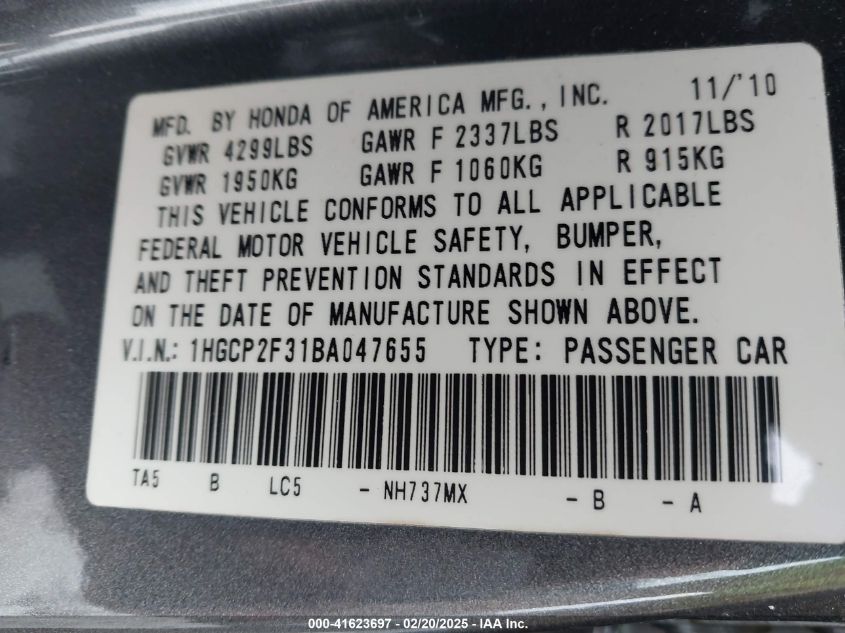 MFD. BY HONDA OF AMERICA MFG., INC. 11/'10
GVWR 4299LBS GAWR F 2337LBS R 2017LBS
GVWR 1950KG GAWR F 1060KG R 915KG
THIS VEHICLE CONFORMS TO ALL APPLICABLE
FEDERAL MOTOR VEHICLE SAFETY, BUMPER,
AND THEFT PREVENTION STANDARDS IN EFFECT
ON THE DATE OF MANUFACTURE SHOWN ABOVE.
V.I.N.: 1HGCP2F31BA047655 TYPE: PASSENGER CAR
TA5 B LC5 - NH737MX - B - A
000-41623697 - 02/20/2025 - IAA Inc.